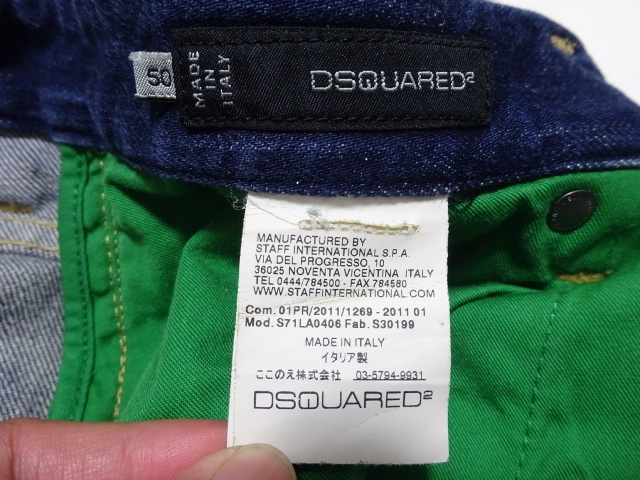 50
MADE
IN
ITALY
DSQUARED2
MANUFACTURED BY
STAFF INTERNATIONAL S.P.A.
VIA DEL PROGRESSO, 10
36025 NOVENTA VICENTINA ITALY
TEL 0444/784500 - FAX 784580
WWW.STAFFINTERNATIONAL.COM
Com. 01PR/2011/1269 - 2011 01
Mod. S71LA0406 Fab. S30199
MADE IN ITALY
イタリア製
ここのえ株式会社 03-5794-9931
DSQUARED2